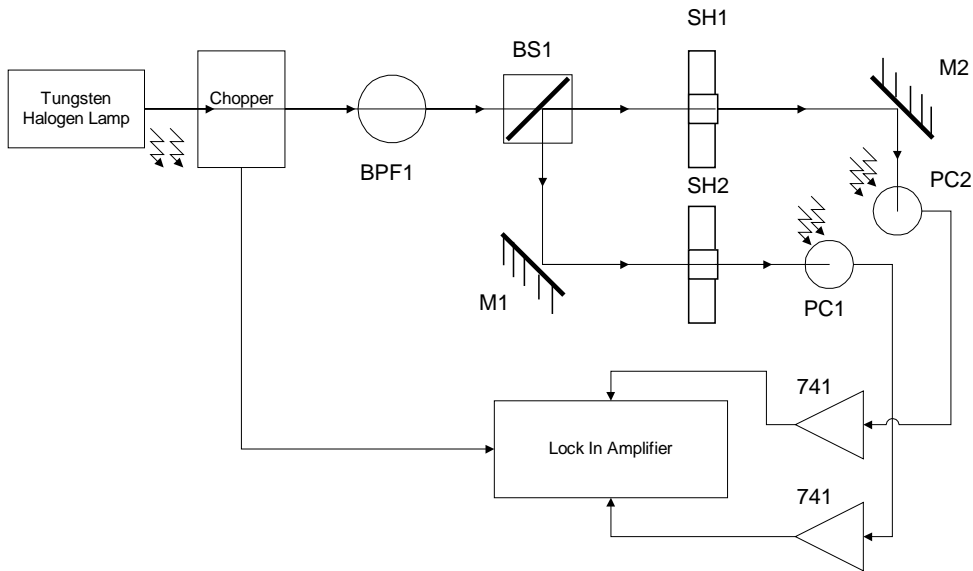 SH1
BS1
M2
Tungsten
Halogen Lamp
Chopper
BPF1
SH2
PC2
M1
PC1
741
Lock In Amplifier
741